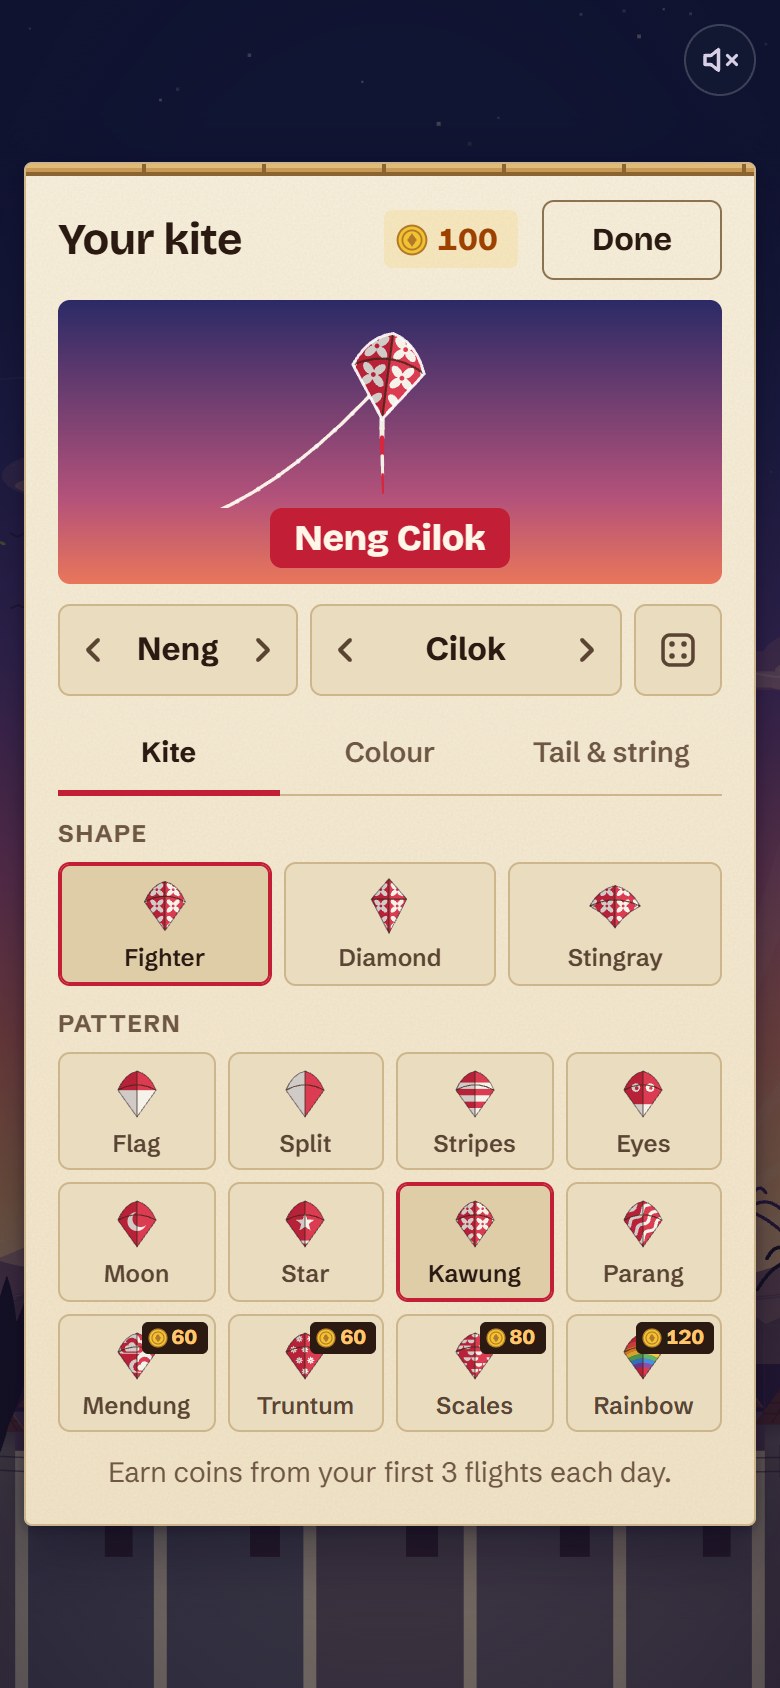 Your kite
100
Done
Neng Cilok
Neng
Cilok
Kite
Colour
Tail & string
SHAPE
Fighter
Diamond
Stingray
PATTERN
Flag
Split
Stripes
Eyes
Moon
Star
Kawung
Parang
60
60
80
120
Mendung
Truntum
Scales
Rainbow
Earn coins from your first 3 flights each day.